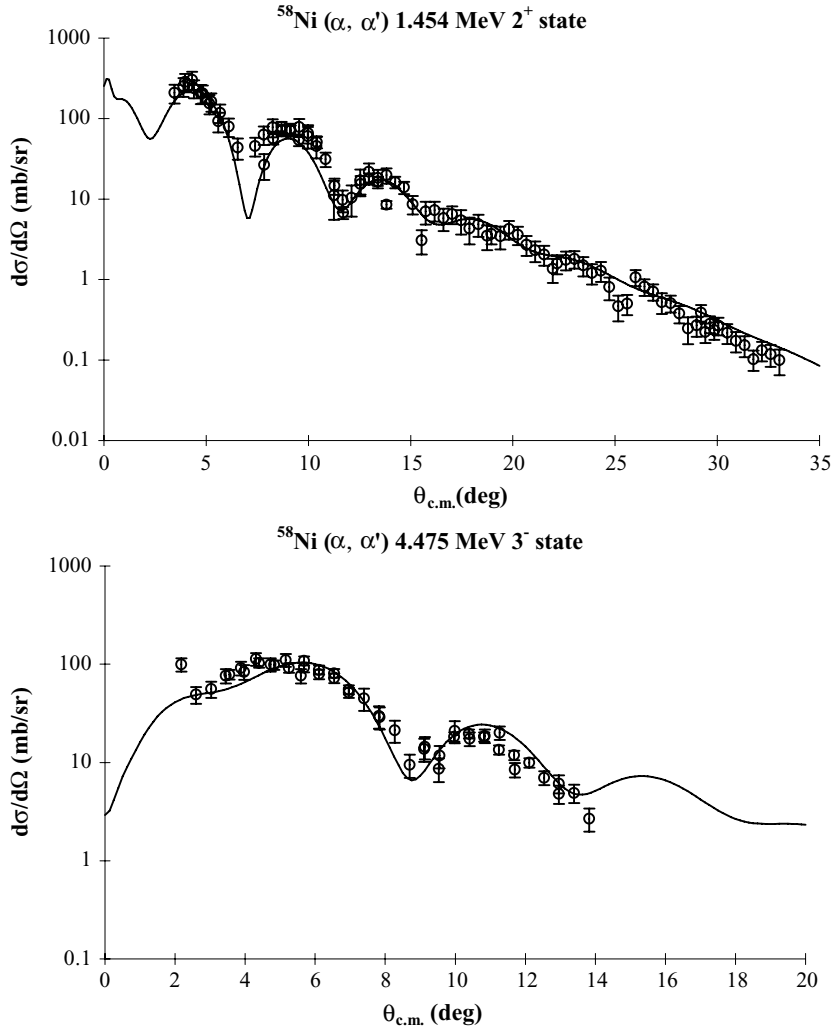 ⁵⁸Ni (α, α') 1.454 MeV 2⁺ state
1000
100
10
1
0.1
0.01
dσ/dΩ (mb/sr)
0 5 10 15 20 25 30 35
θc.m.(deg)
⁵⁸Ni (α, α') 4.475 MeV 3⁻ state
1000
100
10
1
0.1
dσ/dΩ (mb/sr)
0 2 4 6 8 10 12 14 16 18 20
θc.m. (deg)